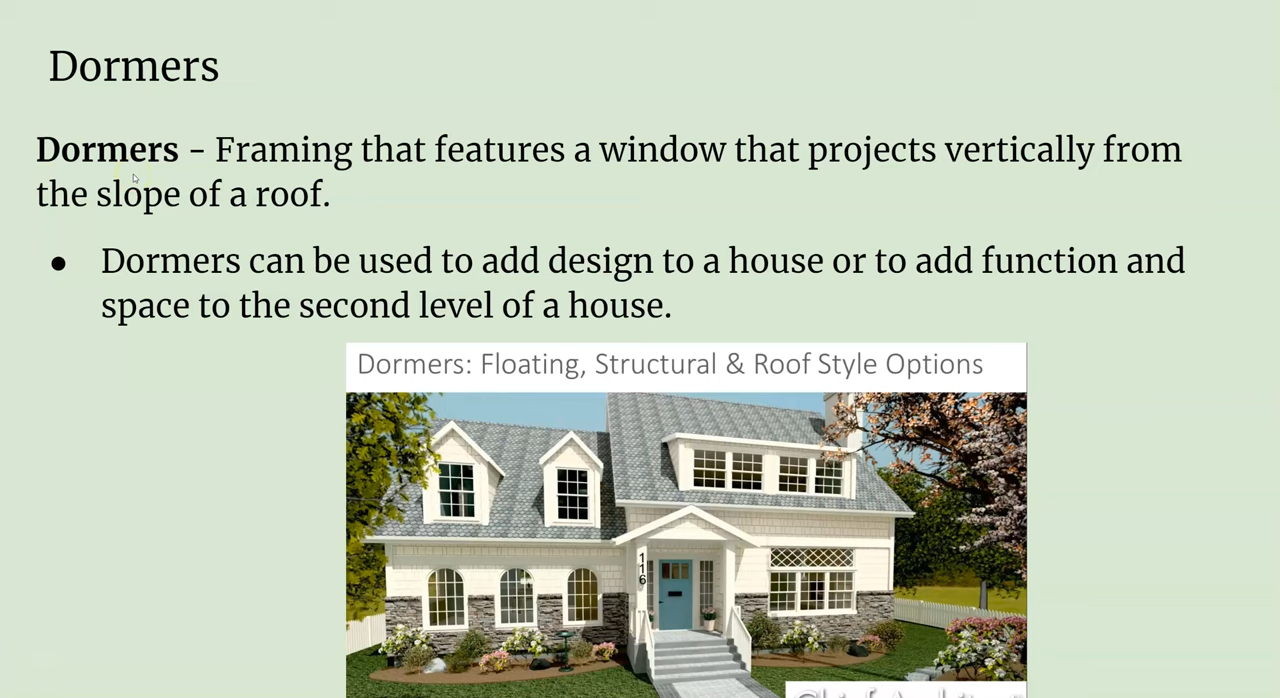 Dormers
Dormers - Framing that features a window that projects vertically from
the slope of a roof.
● Dormers can be used to add design to a house or to add function and
space to the second level of a house.
Dormers: Floating, Structural & Roof Style Options
116
Chief Architect